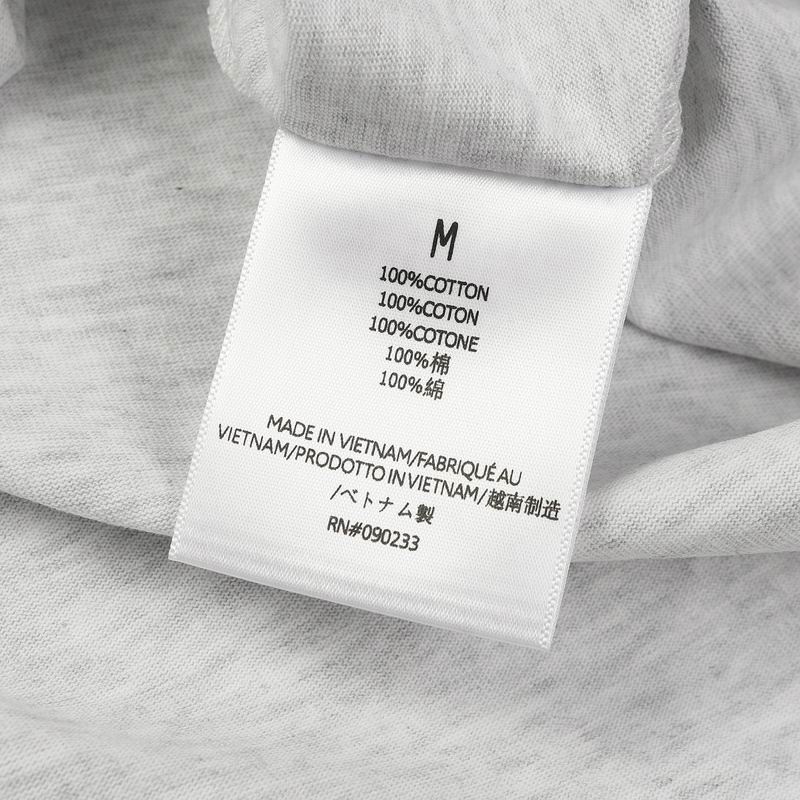 M
100%COTTON
100%COTON
100%COTONE
100%棉
100%綿
MADE IN VIETNAM/FABRIQUÉ AU
VIETNAM/PRODOTTO IN VIETNAM/越南制造
/ベトナム製
RN#090233